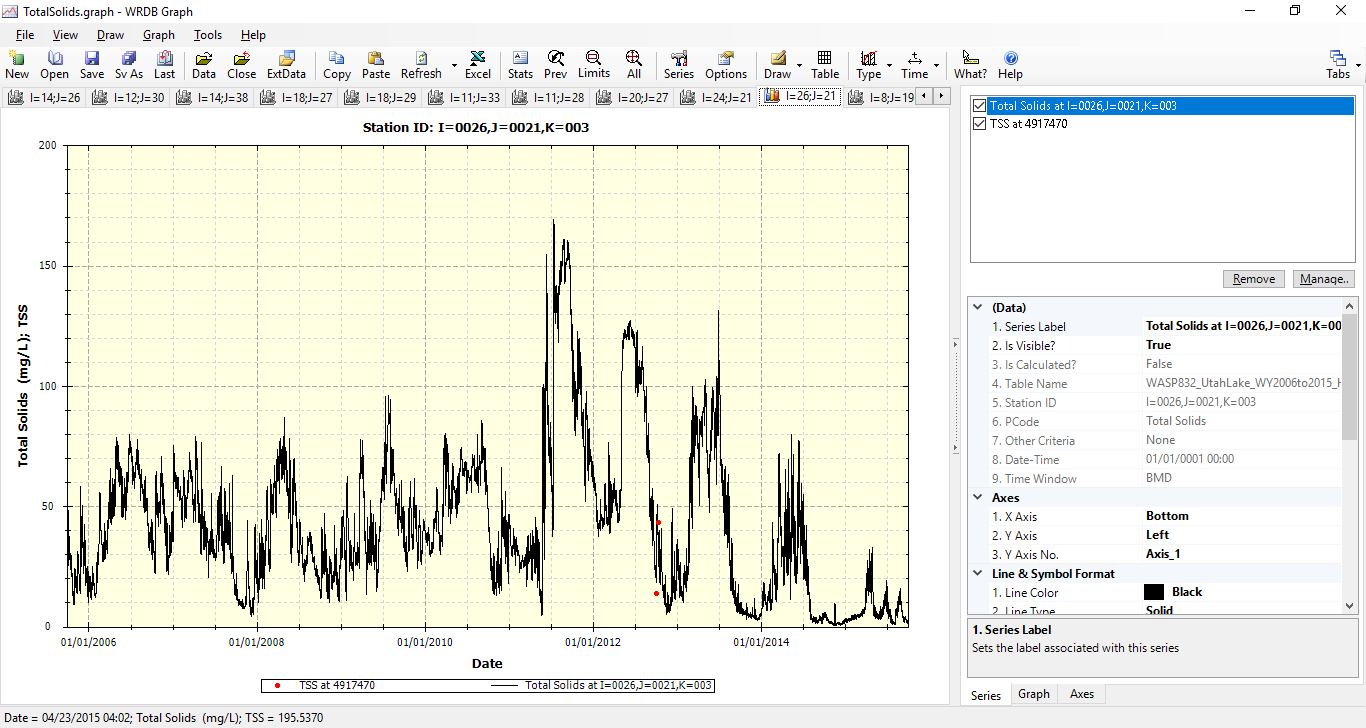 TotalSolids.graph - WRDB Graph
File View Draw Graph Tools Help
New Open Save Sv As Last Data Close ExtData Copy Paste Refresh Excel Stats Prev Limits All Series Options Draw Table Type Time What? Help Tabs
I=14;J=26 I=12;J=30 I=14;J=38 I=18;J=27 I=18;J=29 I=11;J=33 I=11;J=28 I=20;J=27 I=24;J=21 I=26;J=21 I=8;J=19
Station ID: I=0026,J=0021,K=003
200
150
100
50
0
Total Solids (mg/L); TSS
01/01/2006 01/01/2008 01/01/2010 01/01/2012 01/01/2014
Date
TSS at 4917470 Total Solids at I=0026,J=0021,K=003
Total Solids at I=0026,J=0021,K=003
TSS at 4917470
Remove Manage..
(Data)
1. Series Label Total Solids at I=0026,J=0021,K=00
2. Is Visible? True
3. Is Calculated? False
4. Table Name WASP832_UtahLake_WY2006to2015_H
5. Station ID I=0026,J=0021,K=003
6. PCode Total Solids
7. Other Criteria None
8. Date-Time 01/01/0001 00:00
9. Time Window BMD
Axes
1. X Axis Bottom
2. Y Axis Left
3. Y Axis No. Axis_1
Line & Symbol Format
1. Line Color Black
2. Line Type Solid
1. Series Label
Sets the label associated with this series
Series Graph Axes
Date = 04/23/2015 04:02; Total Solids (mg/L); TSS = 195.5370